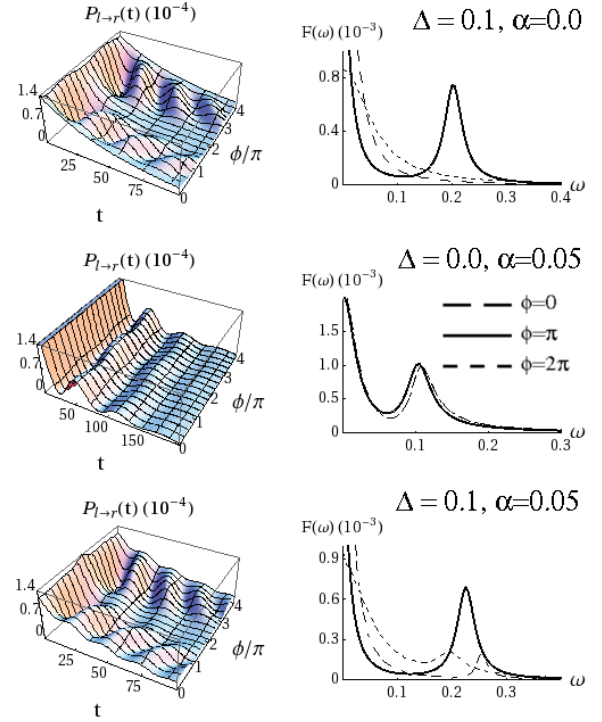 P_{l→r}(t) (10^{-4})
1.4
0.7
0
25
50
75
t
0
1
2
3
4
ϕ/π
Δ = 0.1, α=0.0
F(ω) (10^{-3})
0.8
0.4
0
0.1
0.2
0.3
0.4
ω
P_{l→r}(t) (10^{-4})
1.4
0.7
0
50
100
150
t
0
1
2
3
4
ϕ/π
Δ = 0.0, α=0.05
F(ω) (10^{-3})
1.5
1.0
0.5
0
0.1
0.2
0.3
ω
ϕ=0
ϕ=π
ϕ=2π
P_{l→r}(t) (10^{-4})
1.4
0.7
0
25
50
75
t
0
1
2
3
4
ϕ/π
Δ = 0.1, α=0.05
F(ω) (10^{-3})
0.9
0.6
0.3
0
0.1
0.2
0.3
ω